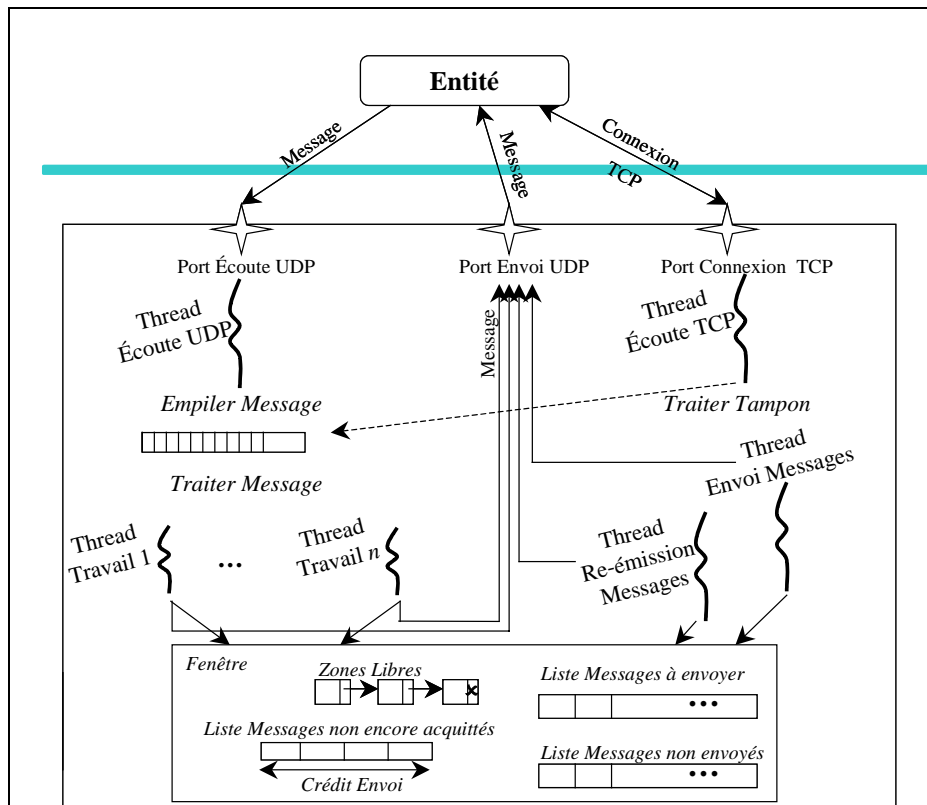 Entité
Message
Message
Connexion
TCP
Port Écoute UDP
Port Envoi UDP
Port Connexion TCP
Thread
Écoute UDP
Message
Thread
Écoute TCP
Empiler Message
Traiter Tampon
Traiter Message
Thread
Envoi Messages
Thread
Travail 1
...
Thread
Travail n
Thread
Re-émission
Messages
Fenêtre
Zones Libres
Liste Messages à envoyer
...
Liste Messages non encore acquittés
Liste Messages non envoyés
...
Crédit Envoi